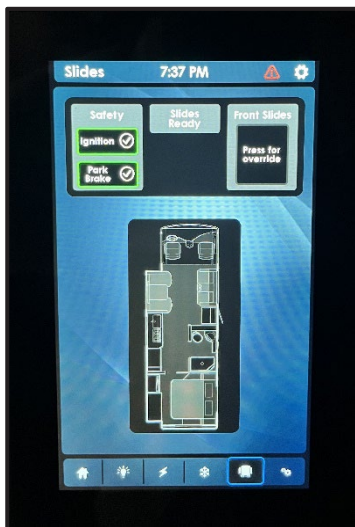 Slides
7:37 PM
Safety
Ignition
Park
Brake
Slides
Ready
Front Slides
Press for
override